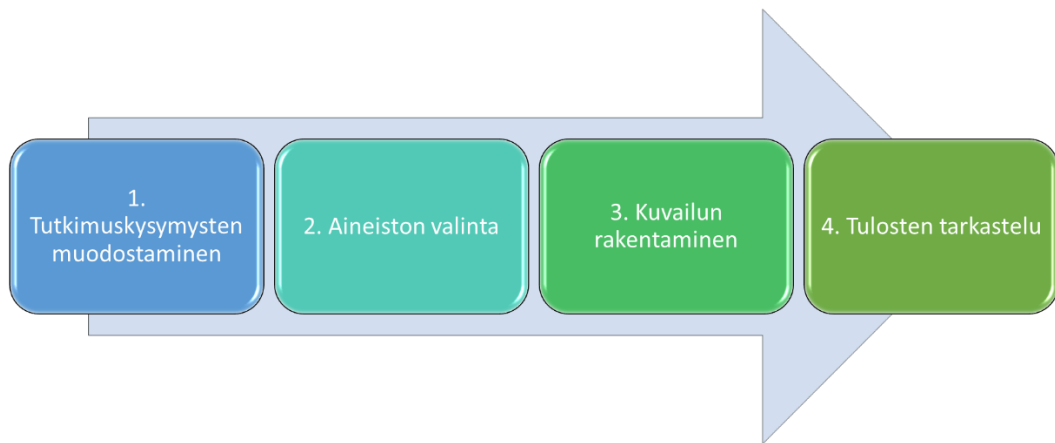 1.
Tutkimuskysymysten
muodostaminen
2. Aineiston valinta
3. Kuvailun
rakentaminen
4. Tulosten tarkastelu